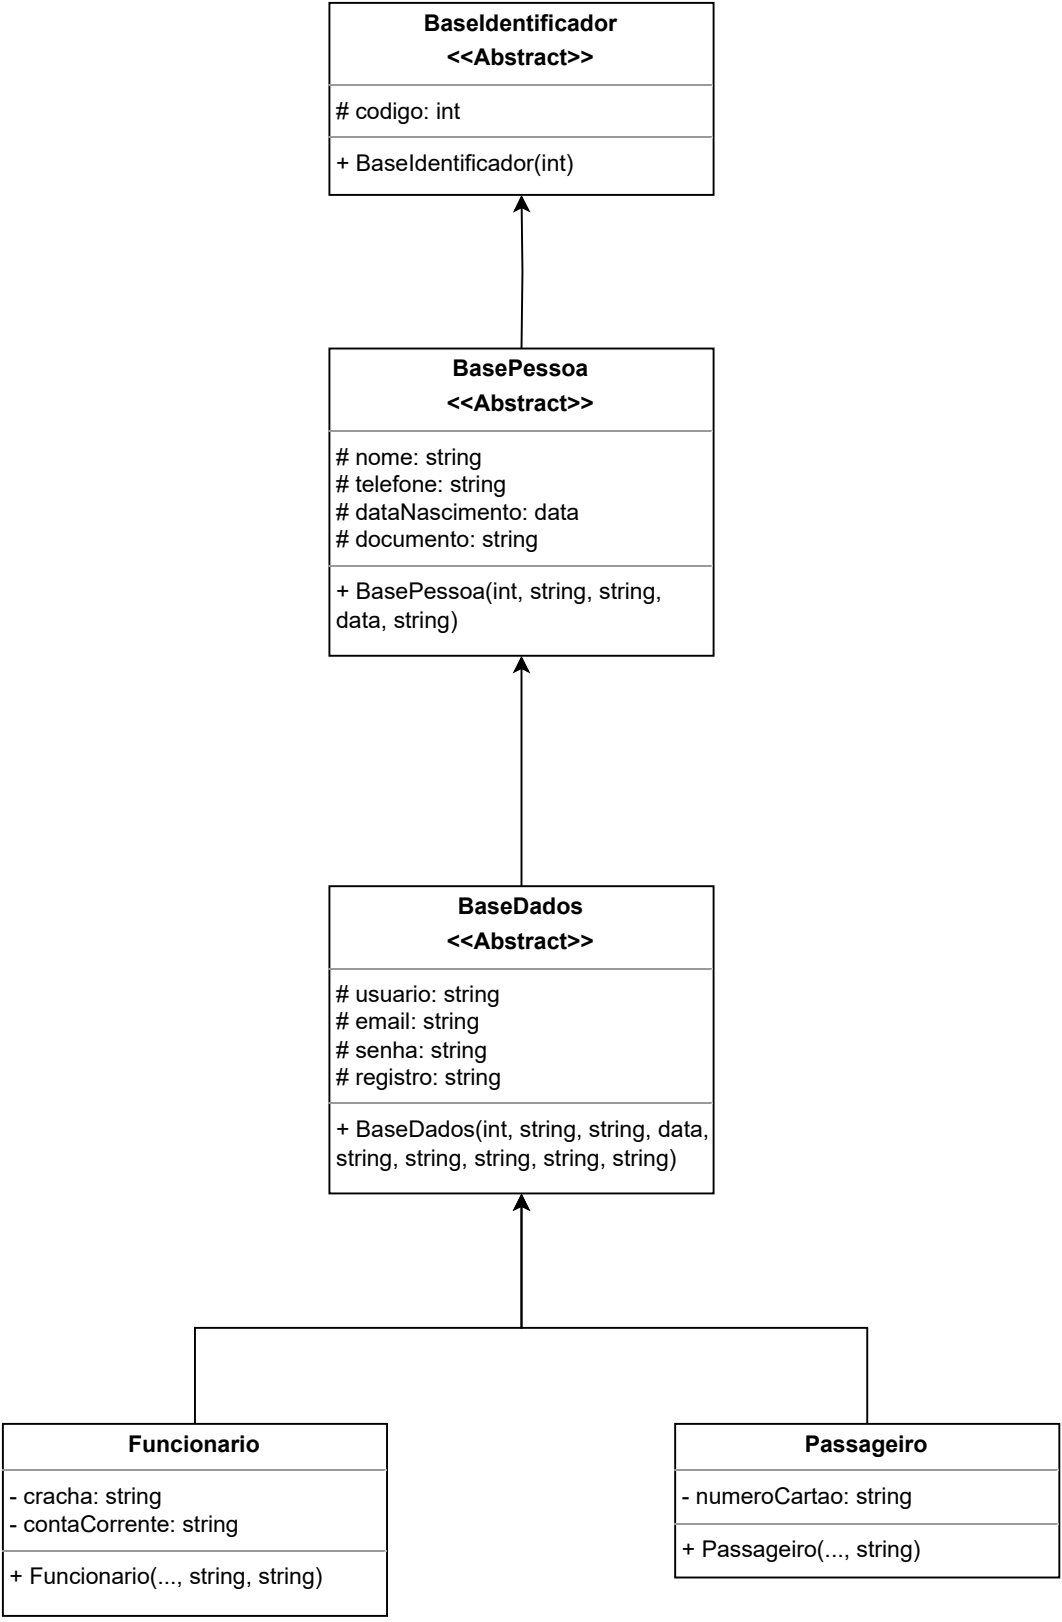 BaseIdentificador
<<Abstract>>
# codigo: int
+ BaseIdentificador(int)
BasePessoa
<<Abstract>>
# nome: string
# telefone: string
# dataNascimento: data
# documento: string
+ BasePessoa(int, string, string,
data, string)
BaseDados
<<Abstract>>
# usuario: string
# email: string
# senha: string
# registro: string
+ BaseDados(int, string, string, data,
string, string, string, string, string)
Funcionario
- cracha: string
- contaCorrente: string
+ Funcionario(..., string, string)
Passageiro
- numeroCartao: string
+ Passageiro(..., string)